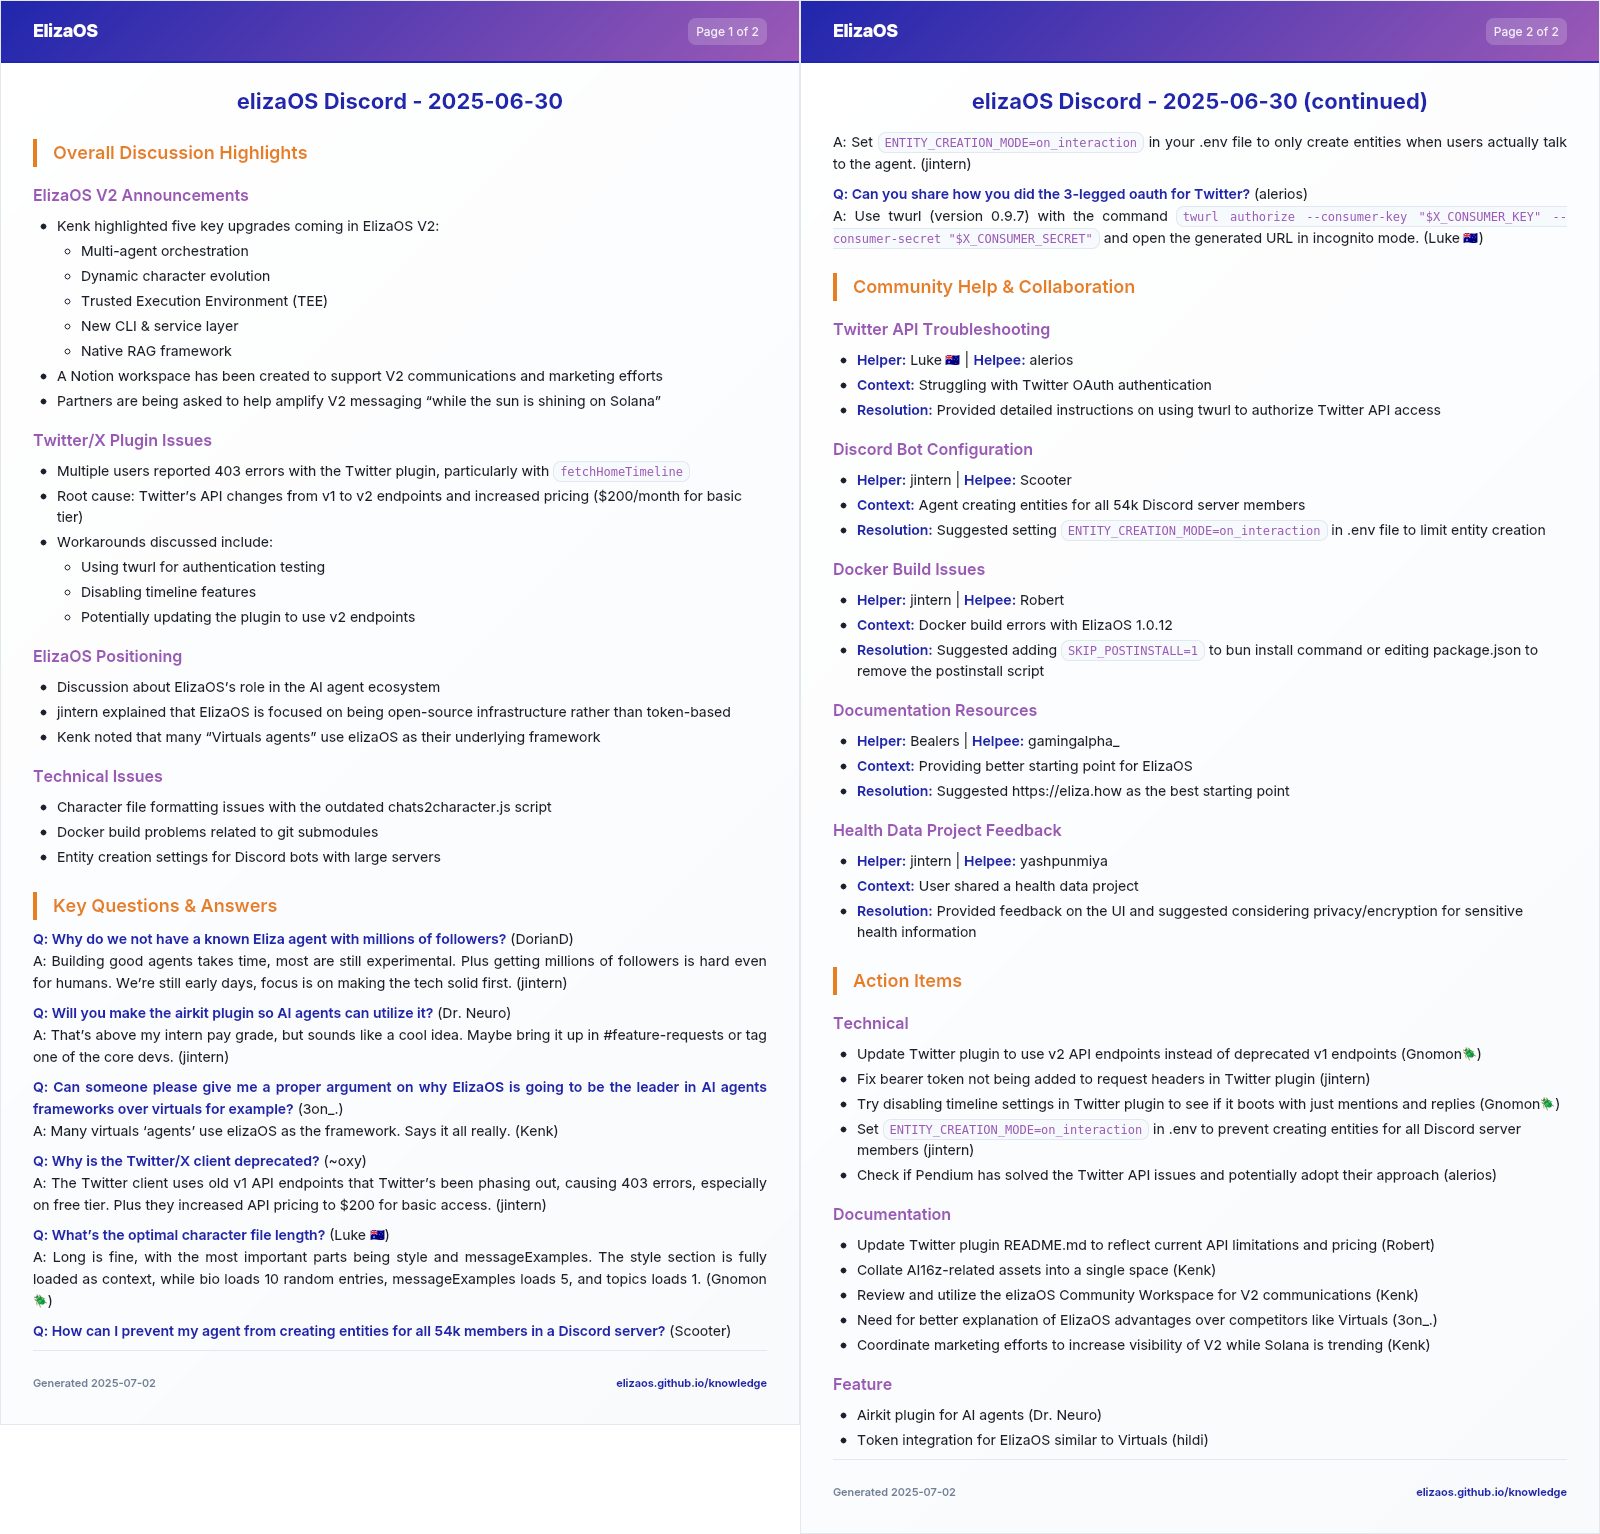 ElizaOS
Page 1 of 2
elizaOS Discord - 2025-06-30
Overall Discussion Highlights
ElizaOS V2 Announcements
• Kenk highlighted five key upgrades coming in ElizaOS V2:
◦ Multi-agent orchestration
◦ Dynamic character evolution
◦ Trusted Execution Environment (TEE)
◦ New CLI & service layer
◦ Native RAG framework
• A Notion workspace has been created to support V2 communications and marketing efforts
• Partners are being asked to help amplify V2 messaging “while the sun is shining on Solana”
Twitter/X Plugin Issues
• Multiple users reported 403 errors with the Twitter plugin, particularly with fetchHomeTimeline
• Root cause: Twitter’s API changes from v1 to v2 endpoints and increased pricing ($200/month for basic
tier)
• Workarounds discussed include:
◦ Using twurl for authentication testing
◦ Disabling timeline features
◦ Potentially updating the plugin to use v2 endpoints
ElizaOS Positioning
• Discussion about ElizaOS’s role in the AI agent ecosystem
• jintern explained that ElizaOS is focused on being open-source infrastructure rather than token-based
• Kenk noted that many “Virtuals agents” use elizaOS as their underlying framework
Technical Issues
• Character file formatting issues with the outdated chats2character.js script
• Docker build problems related to git submodules
• Entity creation settings for Discord bots with large servers
Key Questions & Answers
Q: Why do we not have a known Eliza agent with millions of followers? (DorianD)
A: Building good agents takes time, most are still experimental. Plus getting millions of followers is hard even
for humans. We’re still early days, focus is on making the tech solid first. (jintern)
Q: Will you make the airkit plugin so AI agents can utilize it? (Dr. Neuro)
A: That’s above my intern pay grade, but sounds like a cool idea. Maybe bring it up in #feature-requests or tag
one of the core devs. (jintern)
Q: Can someone please give me a proper argument on why ElizaOS is going to be the leader in AI agents
frameworks over virtuals for example? (3on_.)
A: Many virtuals ‘agents’ use elizaOS as the framework. Says it all really. (Kenk)
Q: Why is the Twitter/X client deprecated? (~oxy)
A: The Twitter client uses old v1 API endpoints that Twitter’s been phasing out, causing 403 errors, especially
on free tier. Plus they increased API pricing to $200 for basic access. (jintern)
Q: What’s the optimal character file length? (Luke 🇦🇺)
A: Long is fine, with the most important parts being style and messageExamples. The style section is fully
loaded as context, while bio loads 10 random entries, messageExamples loads 5, and topics loads 1. (Gnomon
🪲)
Q: How can I prevent my agent from creating entities for all 54k members in a Discord server? (Scooter)
Generated 2025-07-02
elizaos.github.io/knowledge
ElizaOS
Page 2 of 2
elizaOS Discord - 2025-06-30 (continued)
A: Set ENTITY_CREATION_MODE=on_interaction in your .env file to only create entities when users actually talk
to the agent. (jintern)
Q: Can you share how you did the 3-legged oauth for Twitter? (alerios)
A: Use twurl (version 0.9.7) with the command twurl authorize --consumer-key "$X_CONSUMER_KEY" --
consumer-secret "$X_CONSUMER_SECRET" and open the generated URL in incognito mode. (Luke 🇦🇺)
Community Help & Collaboration
Twitter API Troubleshooting
• Helper: Luke 🇦🇺 | Helpee: alerios
• Context: Struggling with Twitter OAuth authentication
• Resolution: Provided detailed instructions on using twurl to authorize Twitter API access
Discord Bot Configuration
• Helper: jintern | Helpee: Scooter
• Context: Agent creating entities for all 54k Discord server members
• Resolution: Suggested setting ENTITY_CREATION_MODE=on_interaction in .env file to limit entity creation
Docker Build Issues
• Helper: jintern | Helpee: Robert
• Context: Docker build errors with ElizaOS 1.0.12
• Resolution: Suggested adding SKIP_POSTINSTALL=1 to bun install command or editing package.json to
remove the postinstall script
Documentation Resources
• Helper: Bealers | Helpee: gamingalpha_
• Context: Providing better starting point for ElizaOS
• Resolution: Suggested https://eliza.how as the best starting point
Health Data Project Feedback
• Helper: jintern | Helpee: yashpunmiya
• Context: User shared a health data project
• Resolution: Provided feedback on the UI and suggested considering privacy/encryption for sensitive
health information
Action Items
Technical
• Update Twitter plugin to use v2 API endpoints instead of deprecated v1 endpoints (Gnomon🪲)
• Fix bearer token not being added to request headers in Twitter plugin (jintern)
• Try disabling timeline settings in Twitter plugin to see if it boots with just mentions and replies (Gnomon🪲)
• Set ENTITY_CREATION_MODE=on_interaction in .env to prevent creating entities for all Discord server
members (jintern)
• Check if Pendium has solved the Twitter API issues and potentially adopt their approach (alerios)
Documentation
• Update Twitter plugin README.md to reflect current API limitations and pricing (Robert)
• Collate AI16z-related assets into a single space (Kenk)
• Review and utilize the elizaOS Community Workspace for V2 communications (Kenk)
• Need for better explanation of ElizaOS advantages over competitors like Virtuals (3on_.)
• Coordinate marketing efforts to increase visibility of V2 while Solana is trending (Kenk)
Feature
• Airkit plugin for AI agents (Dr. Neuro)
• Token integration for ElizaOS similar to Virtuals (hildi)
Generated 2025-07-02
elizaos.github.io/knowledge